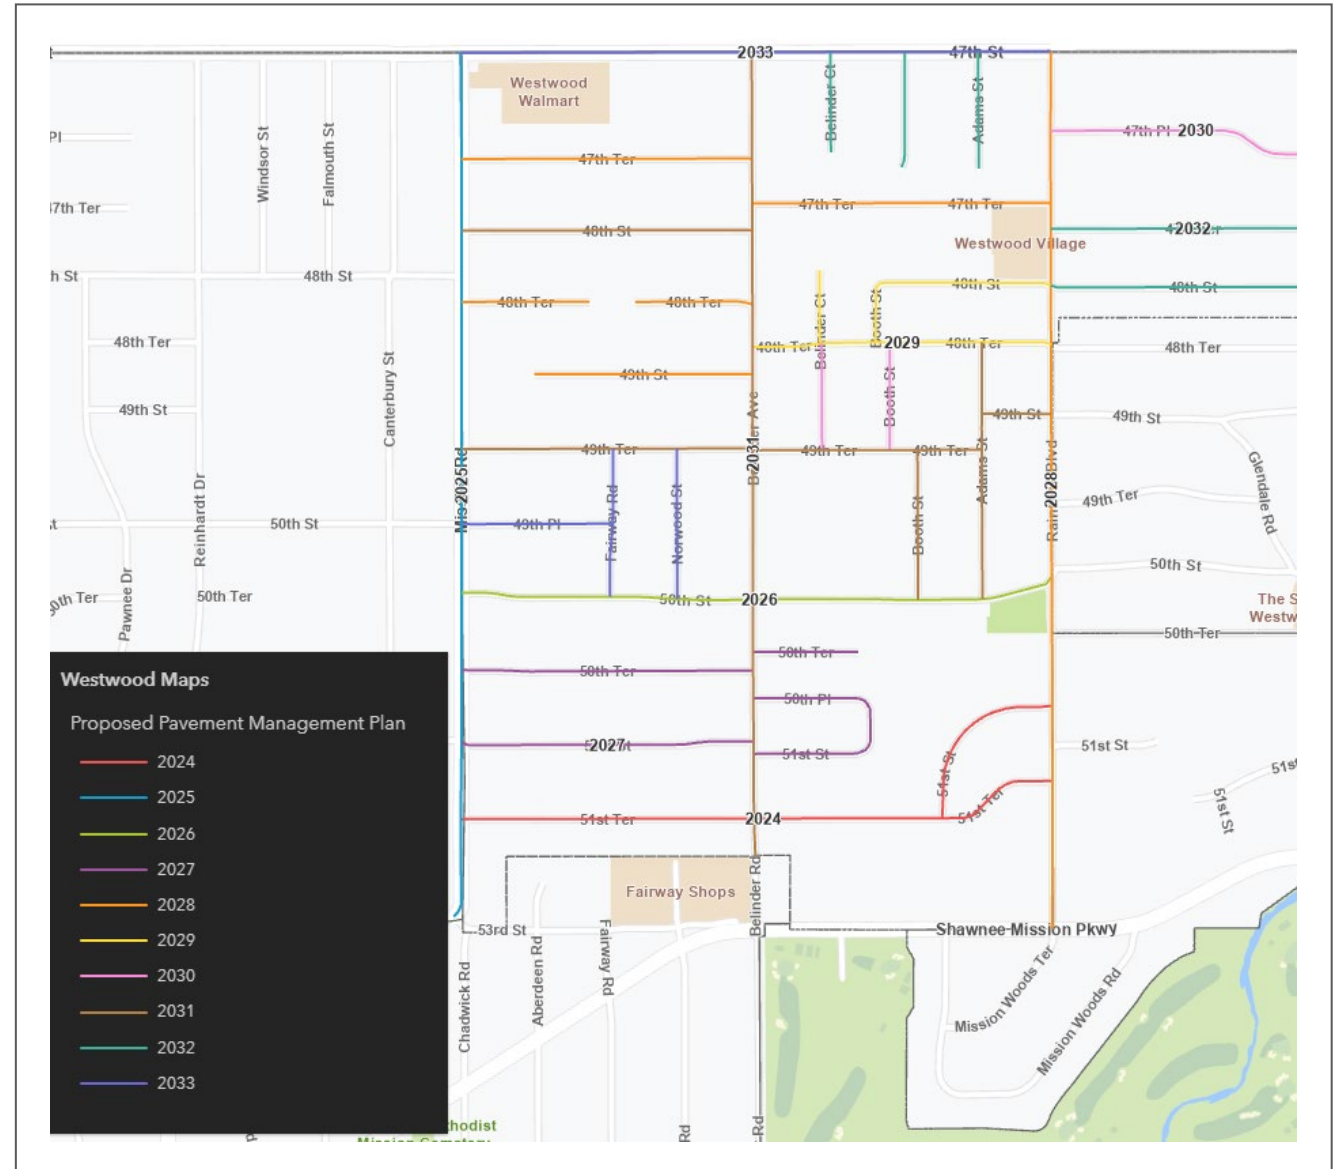 2033
47th St
Westwood
Walmart
Belinder Ct
Adams St
47th Pl 2030
Windsor St
Falmouth St
47th Ter
47th Ter
47th Ter
48th St
2032
Westwood Village
48th St
48th St
48th St
48th Ter
48th Ter
Belinder Ct
Booth St
48th Ter
48th Ter
2029
48th Ter
48th Ter
49th St
Canterbury St
Booth St
49th St
49th St
49th St
49th Ter
2031
49th Ter
49th Ter
Adams St
2025
2028
Glendale Rd
Reinhardt Dr
50th St
49th Pl
Fairway Rd
Norwood St
Booth St
49th Ter
Pawnee Dr
50th Ter
50th Ter
50th St
2026
50th St
The S
Westw
50th Ter
50th Ter
50th Ter
50th Pl
2027
51st St
51st St
51st St
51st St
51st Ter
2024
51st Ter
Fairway Shops
Belinder Rd
53rd St
Shawnee Mission Pkwy
Chadwick Rd
Aberdeen Rd
Fairway Rd
Mission Woods Ter
Mission Woods Rd
Westwood Maps
Proposed Pavement Management Plan
2024
2025
2026
2027
2028
2029
2030
2031
2032
2033
Rd
Rd